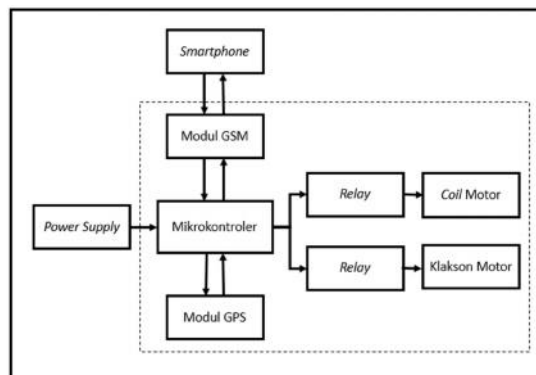 Smartphone
Modul GSM
Relay
Coil Motor
Power Supply
Mikrokontroler
Relay
Klakson Motor
Modul GPS